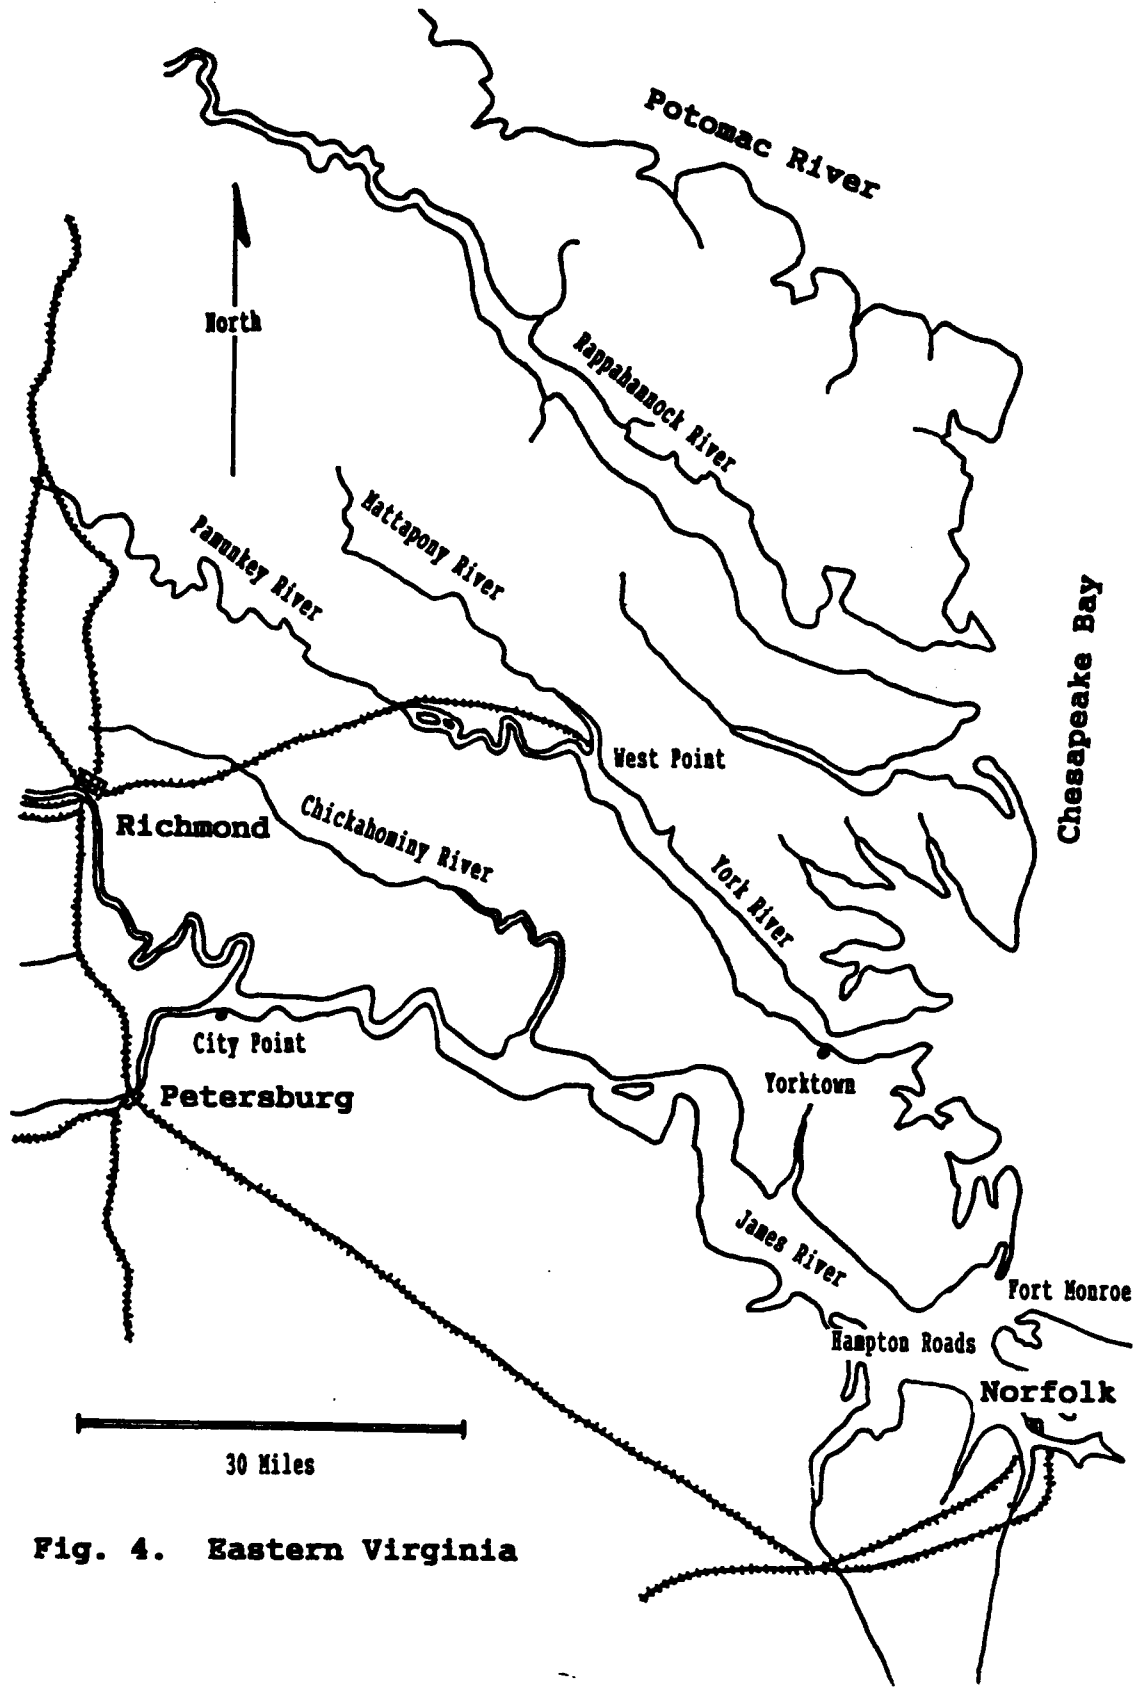 Potomac River
North
Rappahannock River
Mattapony River
Pamunkey River
Chesapeake Bay
West Point
Richmond
Chickahominy River
York River
City Point
Yorktown
Petersburg
James River
Fort Monroe
Hampton Roads
Norfolk
30 Miles
Fig. 4. Eastern Virginia